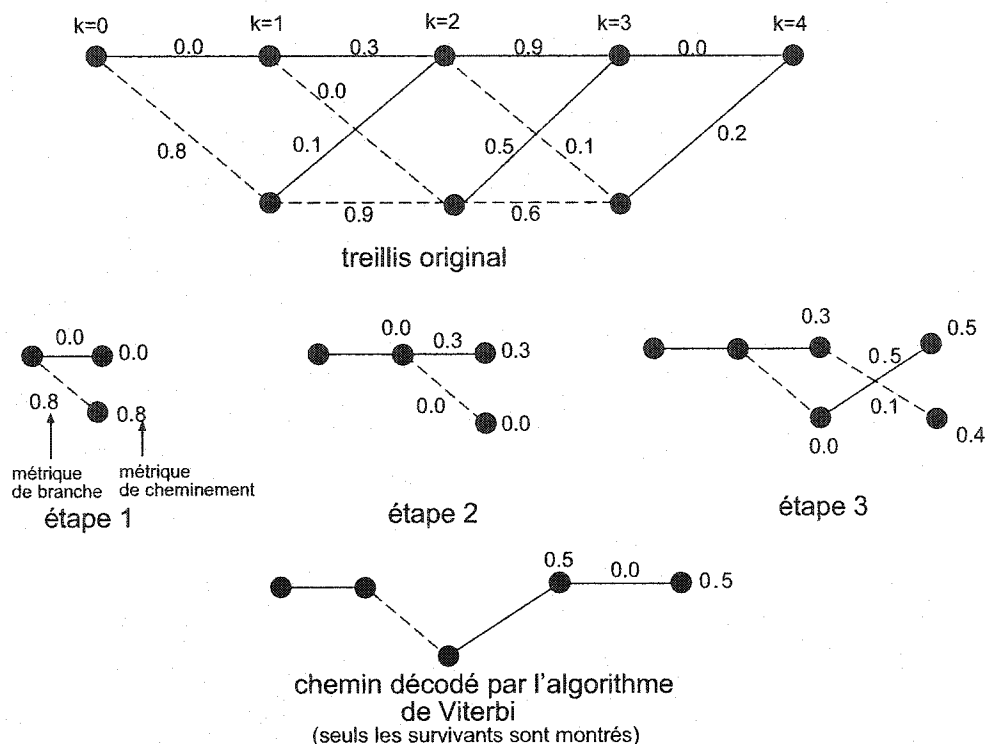 k=0 k=1 k=2 k=3 k=4
0.0 0.3 0.9 0.0
0.0
0.8 0.1 0.5 0.1 0.2
0.9 0.6
treillis original
0.0 0.0
0.8 0.8
métrique de branche
métrique de cheminement
étape 1
0.0 0.3 0.3
0.0 0.0
étape 2
0.3 0.5
0.5
0.1
0.0 0.4
étape 3
0.5 0.0 0.5
chemin décodé par l'algorithme
de Viterbi
(seuls les survivants sont montrés)